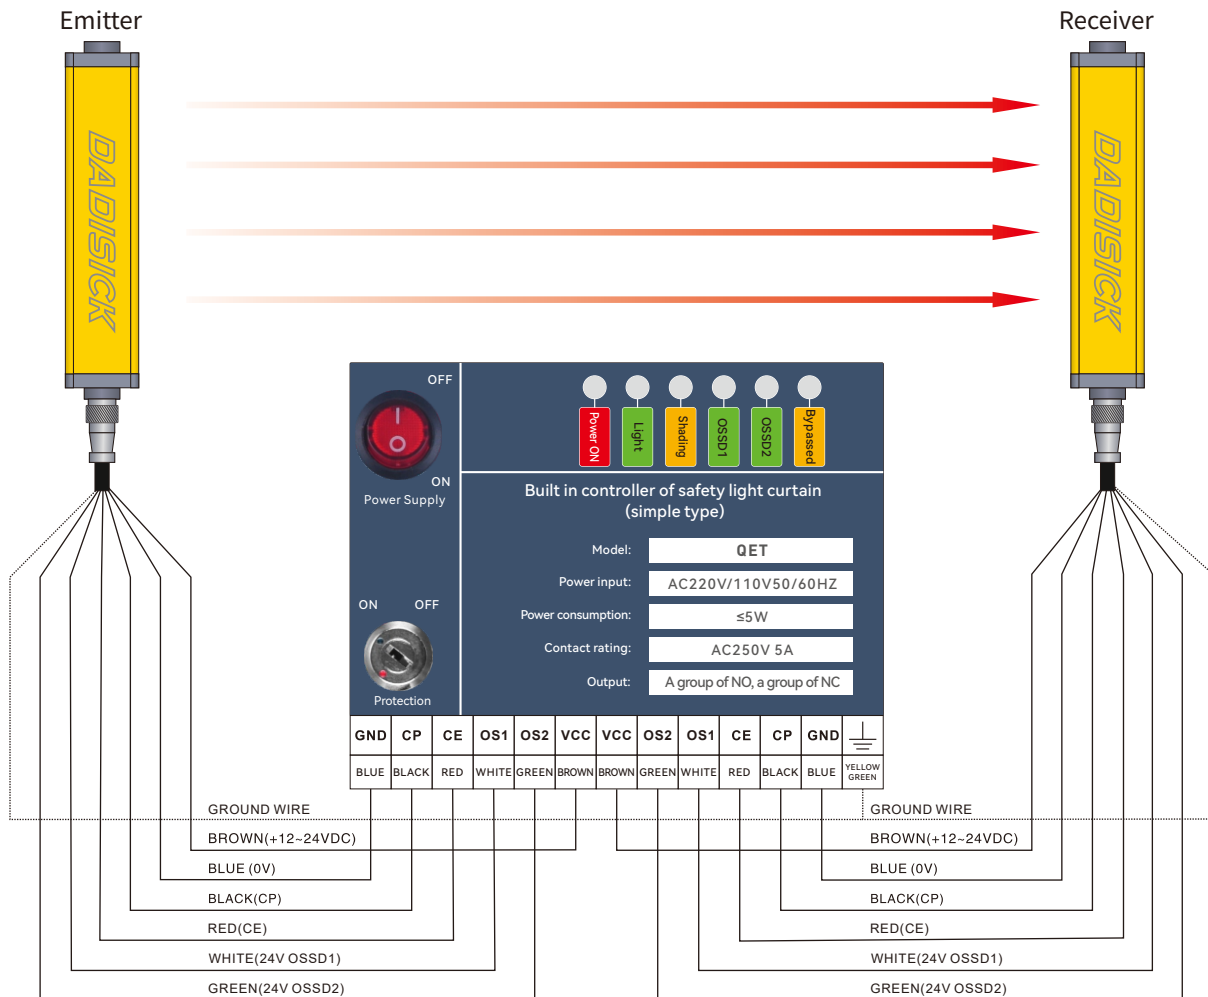 Emitter
Receiver
DADISICK
DADISICK
OFF
ON
Power Supply
ON OFF
Protection
Power ON
Light
Shading
OSSD1
OSSD2
Bypassed
Built in controller of safety light curtain
(simple type)
Model: QET
Power input: AC220V/110V50/60HZ
Power consumption: ≤5W
Contact rating: AC250V 5A
Output: A group of NO, a group of NC
GND CP CE OS1 OS2 VCC VCC OS2 OS1 CE CP GND
BLUE BLACK RED WHITE GREEN BROWN BROWN GREEN WHITE RED BLACK BLUE YELLOW
GREEN
GROUND WIRE
BROWN(+12~24VDC)
BLUE (0V)
BLACK(CP)
RED(CE)
WHITE(24V OSSD1)
GREEN(24V OSSD2)
GROUND WIRE
BROWN(+12~24VDC)
BLUE (0V)
BLACK(CP)
RED(CE)
WHITE(24V OSSD1)
GREEN(24V OSSD2)